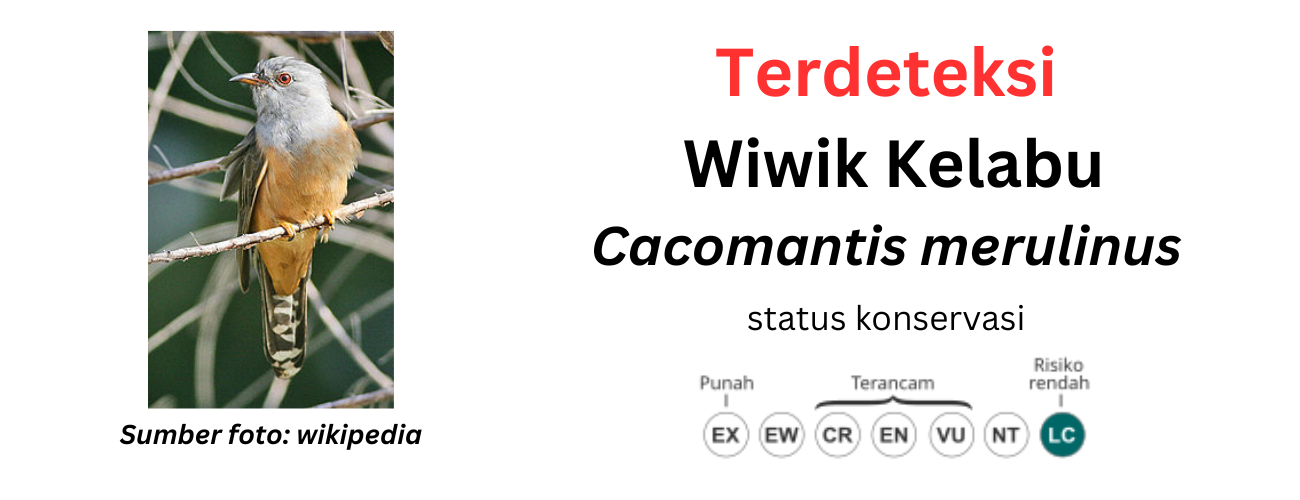 Terdeteksi
Wiwik Kelabu
Cacomantis merulinus
status konservasi
Punah
Terancam
Risiko
rendah
EX EW CR EN VU NT LC
Sumber foto: wikipedia